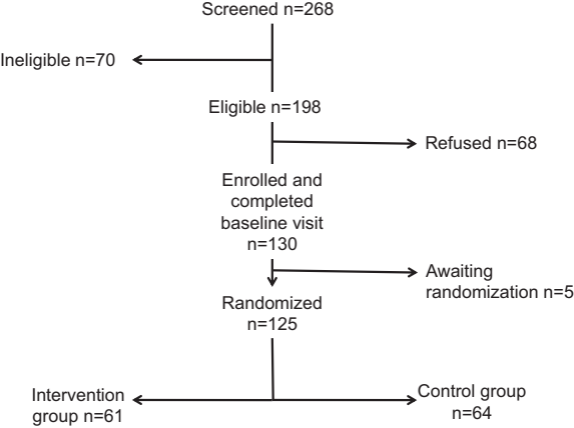 Screened n=268
Ineligible n=70
Eligible n=198
Refused n=68
Enrolled and
completed
baseline visit
n=130
Awaiting
randomization n=5
Randomized
n=125
Intervention
group n=61
Control group
n=64